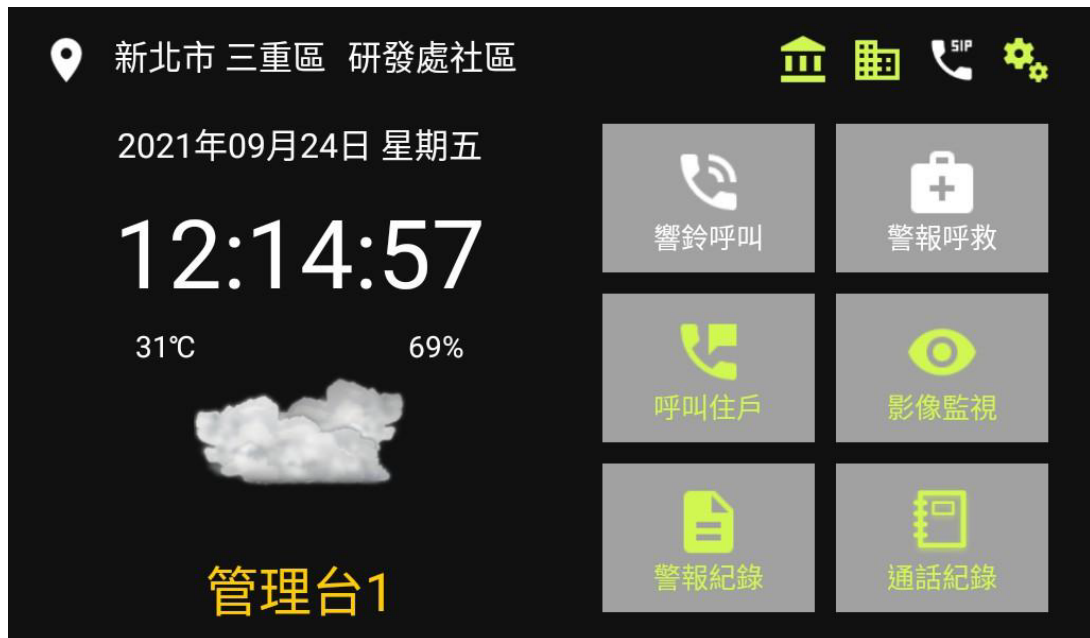 新北市 三重區 研發處社區
SIP
2021年09月24日 星期五
12:14:57
31℃ 69%
管理台1
響鈴呼叫
警報呼救
呼叫住戶
影像監視
警報紀錄
通話紀錄